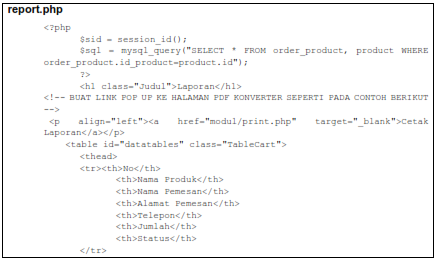 report.php
<?php
$sid = session_id();
$sql = mysql_query("SELECT * FROM order_product, product WHERE
order_product.id_product=product.id");
?>
<h1 class="Judul">Laporan</h1>
<!-- BUAT LINK POP UP KE HALAMAN PDF KONVERTER SEPERTI PADA CONTOH BERIKUT
-->
<p align="left"><a href="modul/print.php" target="_blank">Cetak
Laporan</a></p>
<table id="datatables" class="TableCart">
<thead>
<tr><th>No</th>
<th>Nama Produk</th>
<th>Nama Pemesan</th>
<th>Alamat Pemesan</th>
<th>Telepon</th>
<th>Jumlah</th>
<th>Status</th>
</tr>